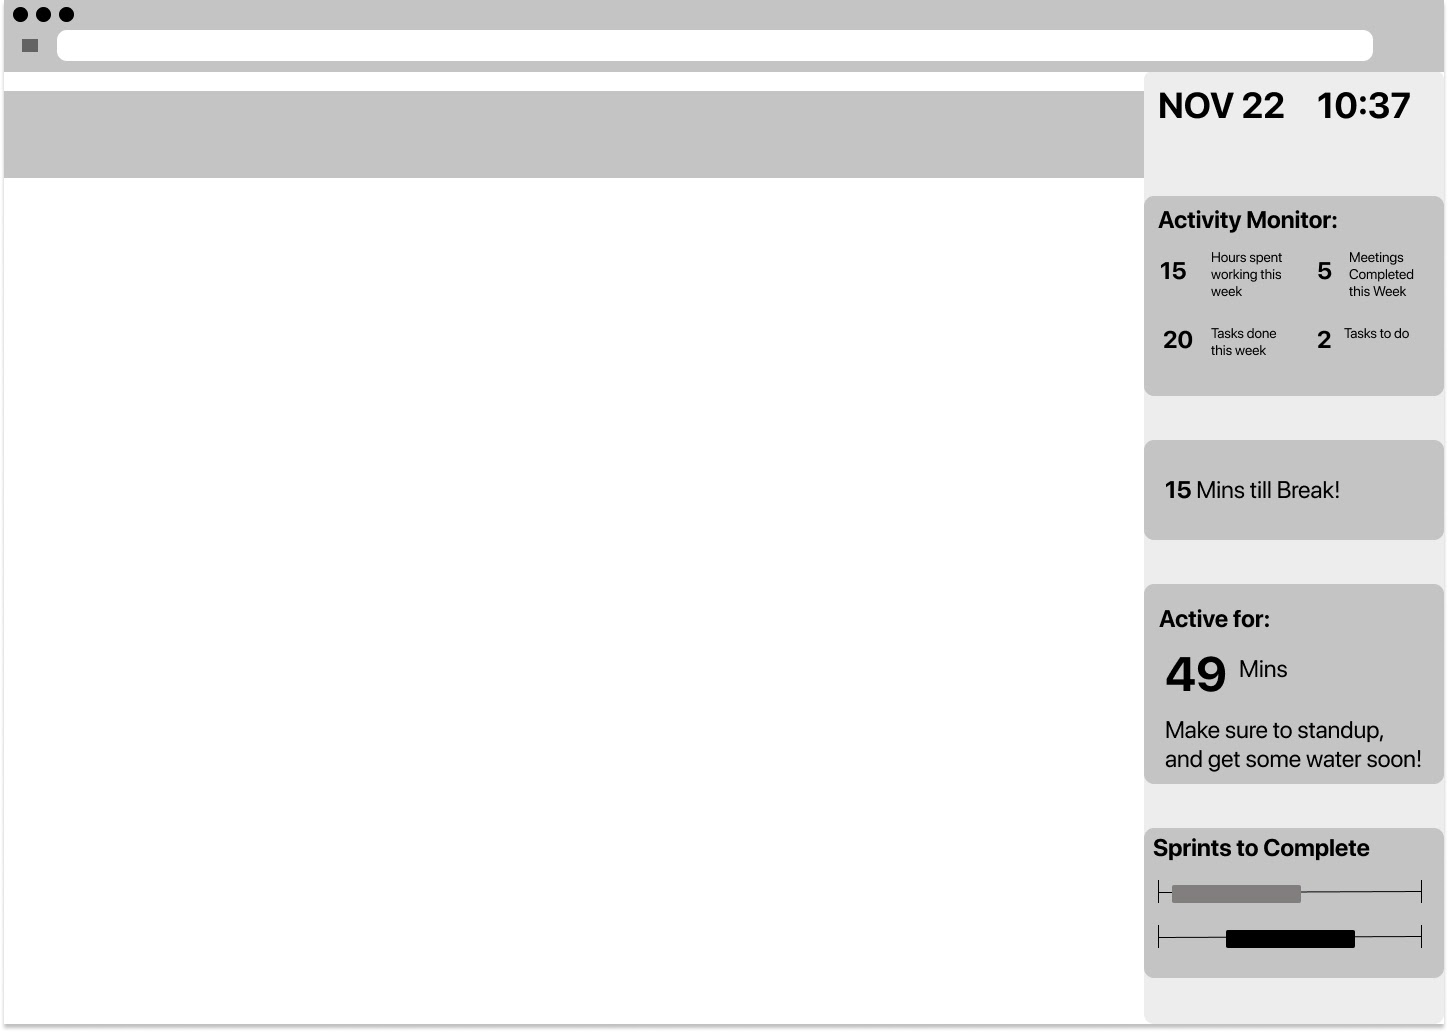 NOV 22 10:37
Activity Monitor:
15
Hours spent
working this
week
5
Meetings
Completed
this Week
20
Tasks done
this week
2
Tasks to do
15 Mins till Break!
Active for:
49 Mins
Make sure to standup,
and get some water soon!
Sprints to Complete